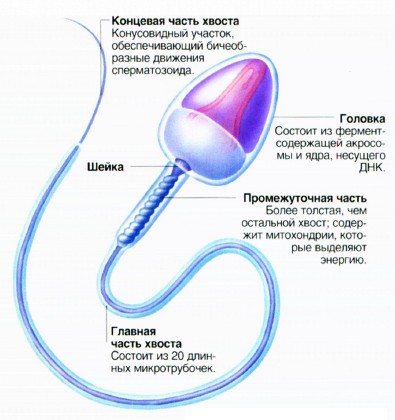 Концевая часть хвоста
Конусовидный участок,
обеспечивающий бичеоб-
разные движения
сперматозоида.
Головка
Состоит из фермент-
содержащей акросо-
мы и ядра, несущего
ДНК.
Шейка
Промежуточная часть
Более толстая, чем
остальной хвост; содер-
жит митохондрии, кото-
рые выделяют
энергию.
Главная
часть хвоста
Состоит из 20 длин-
ных микротрубочек.